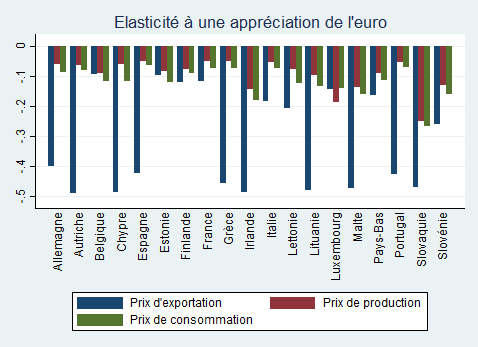 Elasticité à une appréciation de l'euro
0
-.1
-.2
-.3
-.4
-.5
Allemagne
Autriche
Belgique
Chypre
Espagne
Estonie
Finlande
France
Grèce
Irlande
Italie
Lettonie
Lituanie
Luxembourg
Malte
Pays-Bas
Portugal
Slovaquie
Slovénie
Prix d'exportation
Prix de production
Prix de consommation